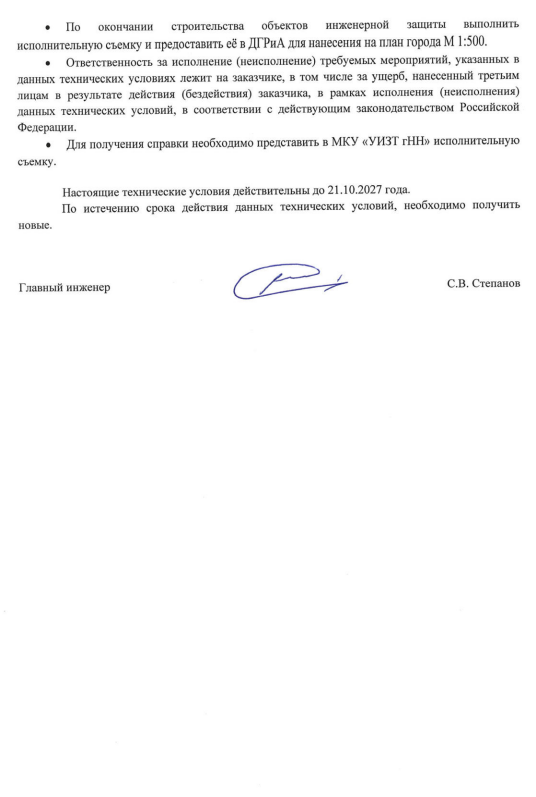 • По окончании строительства объектов инженерной защиты выполнить
исполнительную съемку и предоставить её в ДГРиА для нанесения на план города М 1:500.
• Ответственность за исполнение (неисполнение) требуемых мероприятий, указанных в
данных технических условиях лежит на заказчике, в том числе за ущерб, нанесенный третьим
лицам в результате действия (бездействия) заказчика, в рамках исполнения (неисполнения)
данных технических условий, в соответствии с действующим законодательством Российской
Федерации.
• Для получения справки необходимо представить в МКУ «УИЗТ гНН» исполнительную
съемку.
Настоящие технические условия действительны до 21.10.2027 года.
По истечению срока действия данных технических условий, необходимо получить
новые.
Главный инженер С.В. Степанов